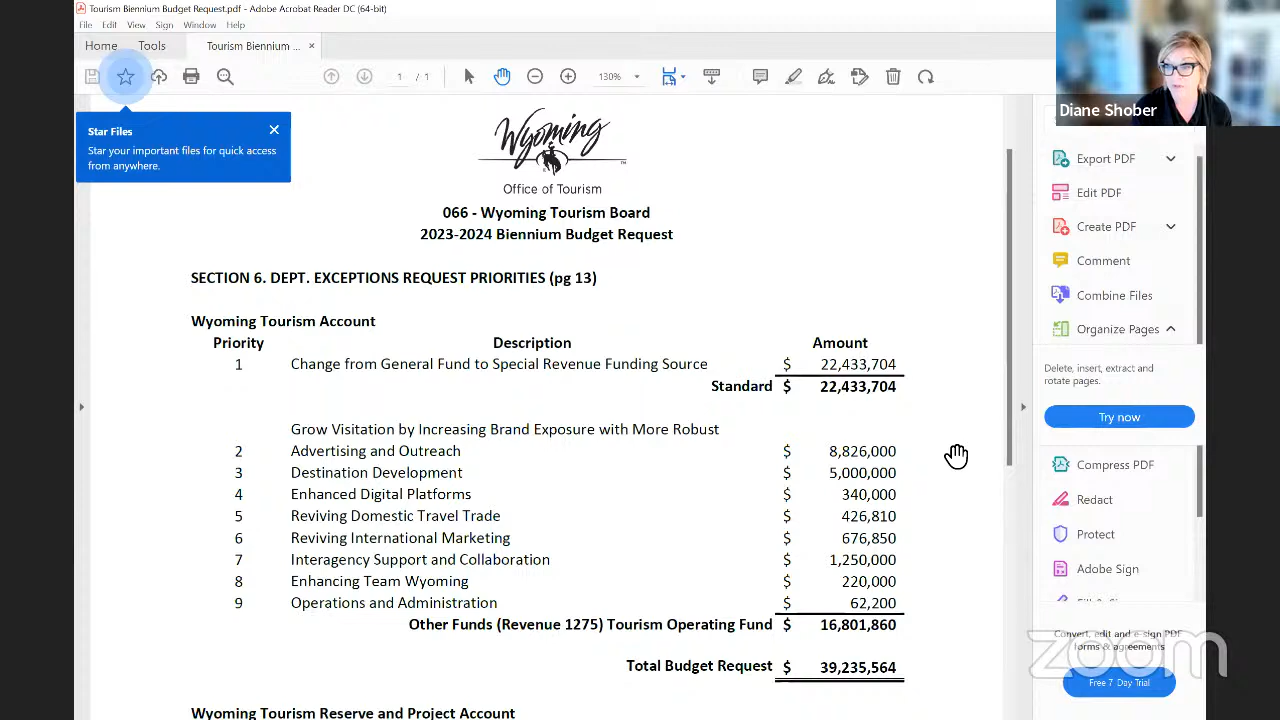 Tourism Biennium Budget Request.pdf - Adobe Acrobat Reader DC (64-bit)
File Edit View Sign Window Help
Home Tools Tourism Biennium ... ×
1 / 1 130%
Star Files
Star your important files for quick access
from anywhere.
Diane Shober
Wyoming
Office of Tourism
066 - Wyoming Tourism Board
2023-2024 Biennium Budget Request
SECTION 6. DEPT. EXCEPTIONS REQUEST PRIORITIES (pg 13)
Wyoming Tourism Account
Priority Description Amount
1 Change from General Fund to Special Revenue Funding Source $ 22,433,704
Standard $ 22,433,704
Grow Visitation by Increasing Brand Exposure with More Robust
2 Advertising and Outreach $ 8,826,000
3 Destination Development $ 5,000,000
4 Enhanced Digital Platforms $ 340,000
5 Reviving Domestic Travel Trade $ 426,810
6 Reviving International Marketing $ 676,850
7 Interagency Support and Collaboration $ 1,250,000
8 Enhancing Team Wyoming $ 220,000
9 Operations and Administration $ 62,200
Other Funds (Revenue 1275) Tourism Operating Fund $ 16,801,860
Total Budget Request $ 39,235,564
Wyoming Tourism Reserve and Project Account
Export PDF
Edit PDF
Create PDF
Comment
Combine Files
Organize Pages
Delete, insert, extract and
rotate pages.
Try now
Compress PDF
Redact
Protect
Adobe Sign
Convert, edit and e-sign PDF
forms & agreements
Free 7 Day Trial
zoom